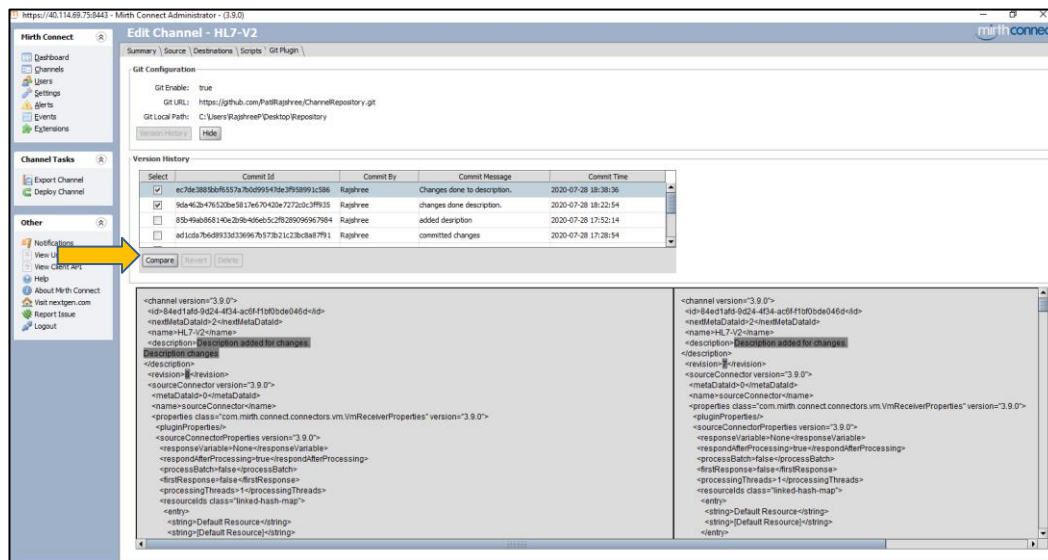 https://40.114.69.75:8443 - Mirth Connect Administrator - (3.9.0)
Mirth Connect
Dashboard
Channels
Users
Settings
Alerts
Events
Extensions
Channel Tasks
Export Channel
Deploy Channel
Other
Notifications
View U
View Client API
Help
About Mirth Connect
Visit nextgen.com
Report Issue
Logout
Edit Channel - HL7-V2
mirth connec
Summary \ Source \ Destinations \ Scripts \ Git Plugin \
Git Configuration
Git Enable: true
Git URL: https://github.com/PatilRajshree/ChannelRepository.git
Git Local Path: C:\Users\RajshreeP\Desktop\Repository
Version History Hide
Version History
Select Commit Id Commit By Commit Message Commit Time
ec7de3885bbf6557a7b0d99547de3f958991c586 Rajshree Changes done to description. 2020-07-28 18:38:36
9da462b476520be5817e670420e7272c0c3ff935 Rajshree changes done description. 2020-07-28 18:22:54
85b49ab868140e2b9b4d6eb5c2f8289096967984 Rajshree added desription 2020-07-28 17:52:14
ad1cda7b6d8933d336967b573b21c23bc8a87f91 Rajshree committed changes 2020-07-28 17:28:54
Compare Revert Delete
<channel version="3.9.0">
<id>84ed1afd-9d24-4f34-ac6f-f1bf0bde046d</id>
<nextMetaDataId>2</nextMetaDataId>
<name>HL7-V2</name>
<description>Description added for changes.
Description changes
</description>
<revision>8</revision>
<sourceConnector version="3.9.0">
<metaDataId>0</metaDataId>
<name>sourceConnector</name>
<properties class="com.mirth.connect.connectors.vm.VmReceiverProperties" version="3.9.0">
<pluginProperties/>
<sourceConnectorProperties version="3.9.0">
<responseVariable>None</responseVariable>
<respondAfterProcessing>true</respondAfterProcessing>
<processBatch>false</processBatch>
<firstResponse>false</firstResponse>
<processingThreads>1</processingThreads>
<resourceIds class="linked-hash-map">
<entry>
<string>Default Resource</string>
<string>[Default Resource]</string>
<channel version="3.9.0">
<id>84ed1afd-9d24-4f34-ac6f-f1bf0bde046d</id>
<nextMetaDataId>2</nextMetaDataId>
<name>HL7-V2</name>
<description>Description added for changes.
</description>
<revision>7</revision>
<sourceConnector version="3.9.0">
<metaDataId>0</metaDataId>
<name>sourceConnector</name>
<properties class="com.mirth.connect.connectors.vm.VmReceiverProperties" version="3.9.0">
<pluginProperties/>
<sourceConnectorProperties version="3.9.0">
<responseVariable>None</responseVariable>
<respondAfterProcessing>true</respondAfterProcessing>
<processBatch>false</processBatch>
<firstResponse>false</firstResponse>
<processingThreads>1</processingThreads>
<resourceIds class="linked-hash-map">
<entry>
<string>Default Resource</string>
<string>[Default Resource]</string>
</entry>